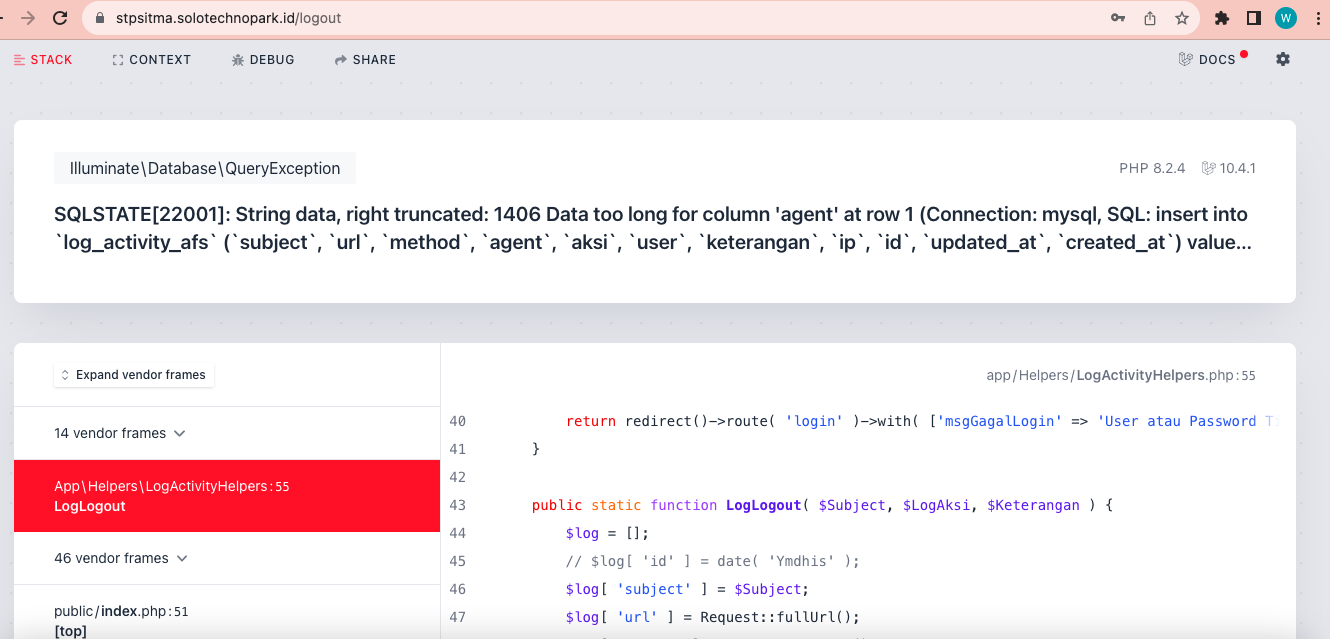 stpsitma.solotechnopark.id/logout
W
STACK CONTEXT DEBUG SHARE DOCS
Illuminate\Database\QueryException
PHP 8.2.4 10.4.1
SQLSTATE[22001]: String data, right truncated: 1406 Data too long for column 'agent' at row 1 (Connection: mysql, SQL: insert into
`log_activity_afs` (`subject`, `url`, `method`, `agent`, `aksi`, `user`, `keterangan`, `ip`, `id`, `updated_at`, `created_at`) value...
Expand vendor frames
14 vendor frames
App\Helpers\LogActivityHelpers:55
LogLogout
46 vendor frames
public/index.php:51
[top]
app/Helpers/LogActivityHelpers.php:55
40 return redirect()->route( 'login' )->with( ['msgGagalLogin' => 'User atau Password
41 }
42
43 public static function LogLogout( $Subject, $LogAksi, $Keterangan ) {
44 $log = [];
45 // $log[ 'id' ] = date( 'Ymdhis' );
46 $log[ 'subject' ] = $Subject;
47 $log[ 'url' ] = Request::fullUrl();